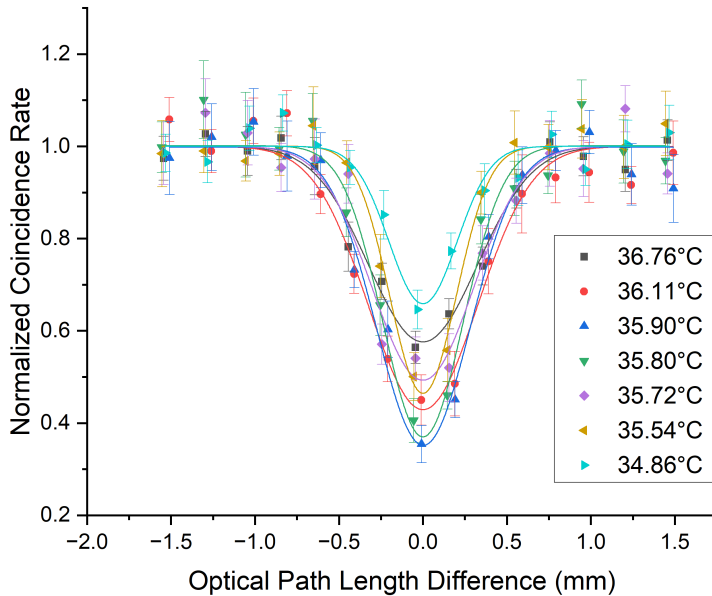 Normalized Coincidence Rate
1.2
1.0
0.8
0.6
0.4
0.2
−2.0 −1.5 −1.0 −0.5 0.0 0.5 1.0 1.5
Optical Path Length Difference (mm)
36.76°C
36.11°C
35.90°C
35.80°C
35.72°C
35.54°C
34.86°C